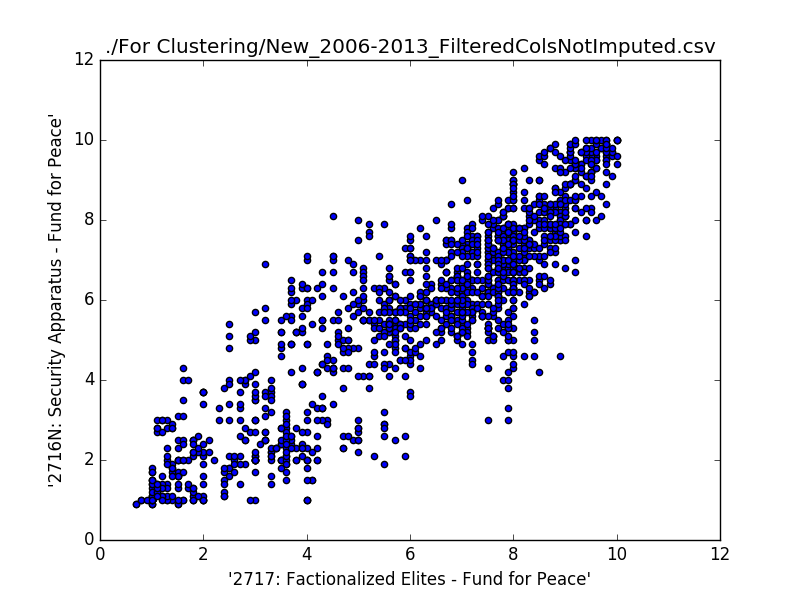 ./For Clustering/New_2006-2013_FilteredColsNotImputed.csv
12
10
8
6
4
2
0
'2716N: Security Apparatus - Fund for Peace'
0 2 4 6 8 10 12
'2717: Factionalized Elites - Fund for Peace'